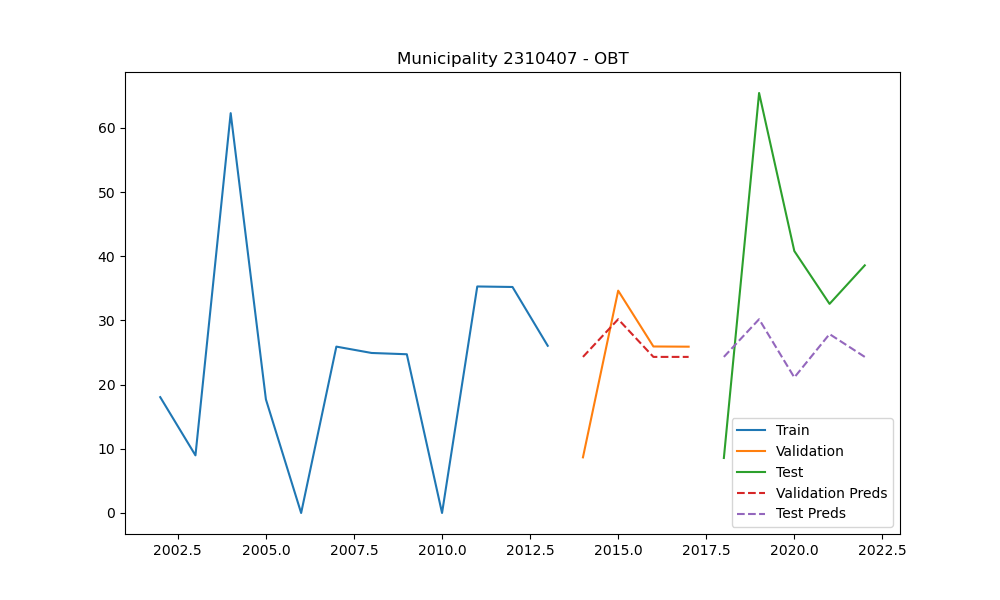 Municipality 2310407 - OBT
60
50
40
30
20
10
0
2002.5 2005.0 2007.5 2010.0 2012.5 2015.0 2017.5 2020.0 2022.5
Train
Validation
Test
Validation Preds
Test Preds